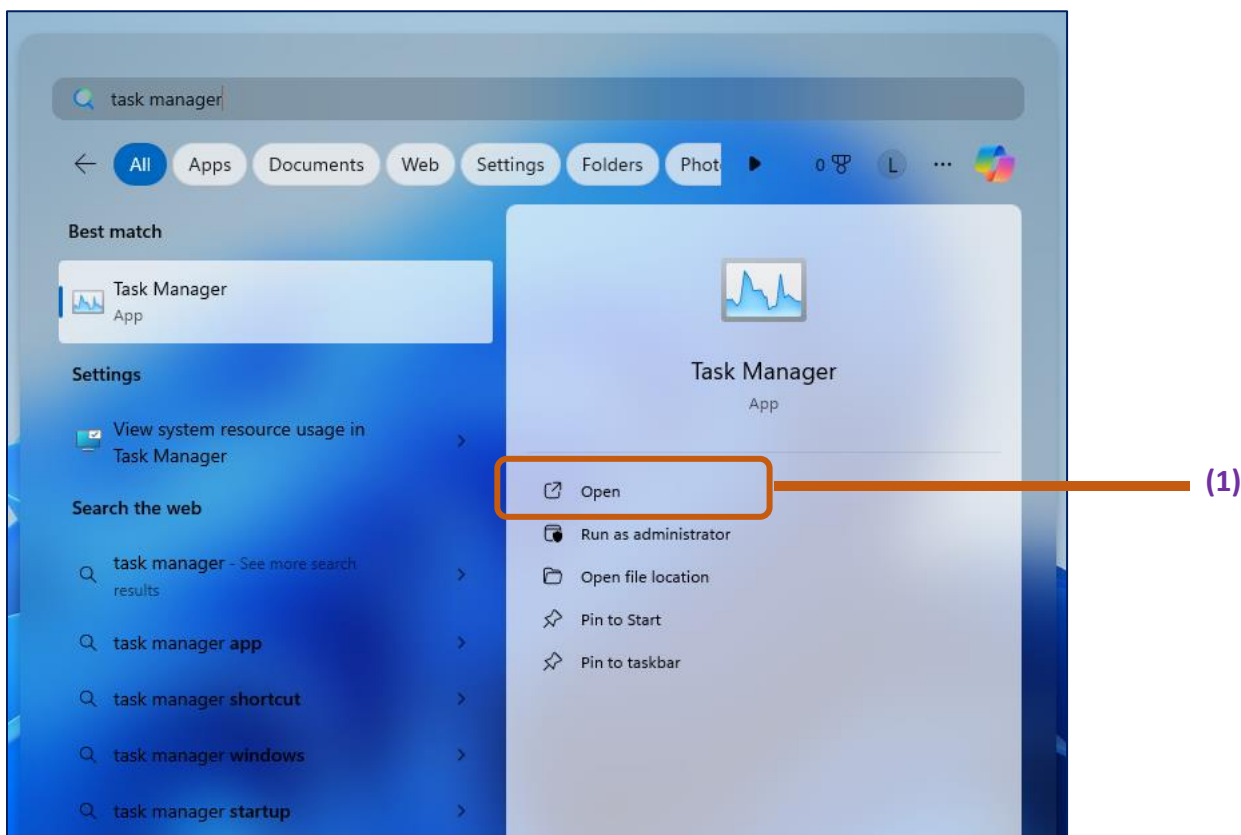 task manager
All Apps Documents Web Settings Folders Phot 0 L ...
Best match
Task Manager
App
Settings
View system resource usage in
Task Manager
Search the web
task manager - See more search
results
task manager app
task manager shortcut
task manager windows
task manager startup
Task Manager
App
Open
Run as administrator
Open file location
Pin to Start
Pin to taskbar
(1)